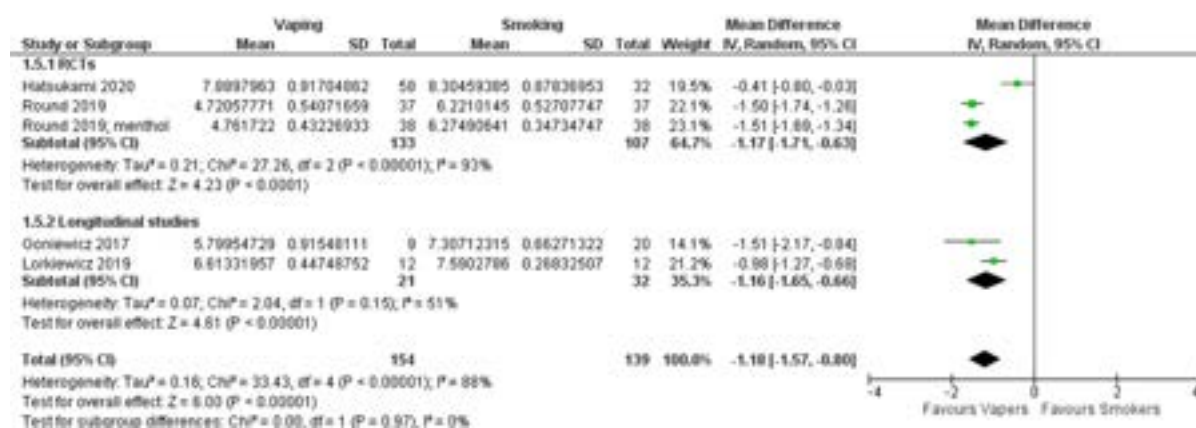 Vaping Smoking Mean Difference Mean Difference
Study or Subgroup Mean SD Total Mean SD Total Weight IV, Random, 95% CI IV, Random, 95% CI
1.5.1 RCTs
Hatsukami 2020 7.8897963 0.91704862 58 8.30459385 0.87836953 32 19.5% -0.41 [-0.80, -0.03]
Round 2019 4.72057771 0.54071659 37 6.2210145 0.52707747 37 22.1% -1.50 [-1.74, -1.26]
Round 2019; menthol 4.761722 0.43226933 38 6.27490641 0.34734747 38 23.1% -1.51 [-1.69, -1.34]
Subtotal (95% CI) 133 107 64.7% -1.17 [-1.71, -0.63]
Heterogeneity: Tau² = 0.21; Chi² = 27.26, df = 2 (P < 0.00001); I² = 93%
Test for overall effect: Z = 4.23 (P < 0.0001)
1.5.2 Longitudinal studies
Goniewicz 2017 5.79954729 0.91548111 9 7.30712315 0.66271322 20 14.1% -1.51 [-2.17, -0.84]
Lorkiewicz 2019 6.61331957 0.44748752 12 7.5902786 0.26832507 12 21.2% -0.98 [-1.27, -0.68]
Subtotal (95% CI) 21 32 35.3% -1.16 [-1.65, -0.66]
Heterogeneity: Tau² = 0.07; Chi² = 2.04, df = 1 (P = 0.15); I² = 51%
Test for overall effect: Z = 4.61 (P < 0.00001)
Total (95% CI) 154 139 100.0% -1.18 [-1.57, -0.80]
Heterogeneity: Tau² = 0.16; Chi² = 33.43, df = 4 (P < 0.00001); I² = 88%
Test for overall effect: Z = 6.00 (P < 0.00001)
Test for subgroup differences: Chi² = 0.00, df = 1 (P = 0.97), I² = 0%
-4 -2 0 2 4
Favours Vapers Favours Smokers